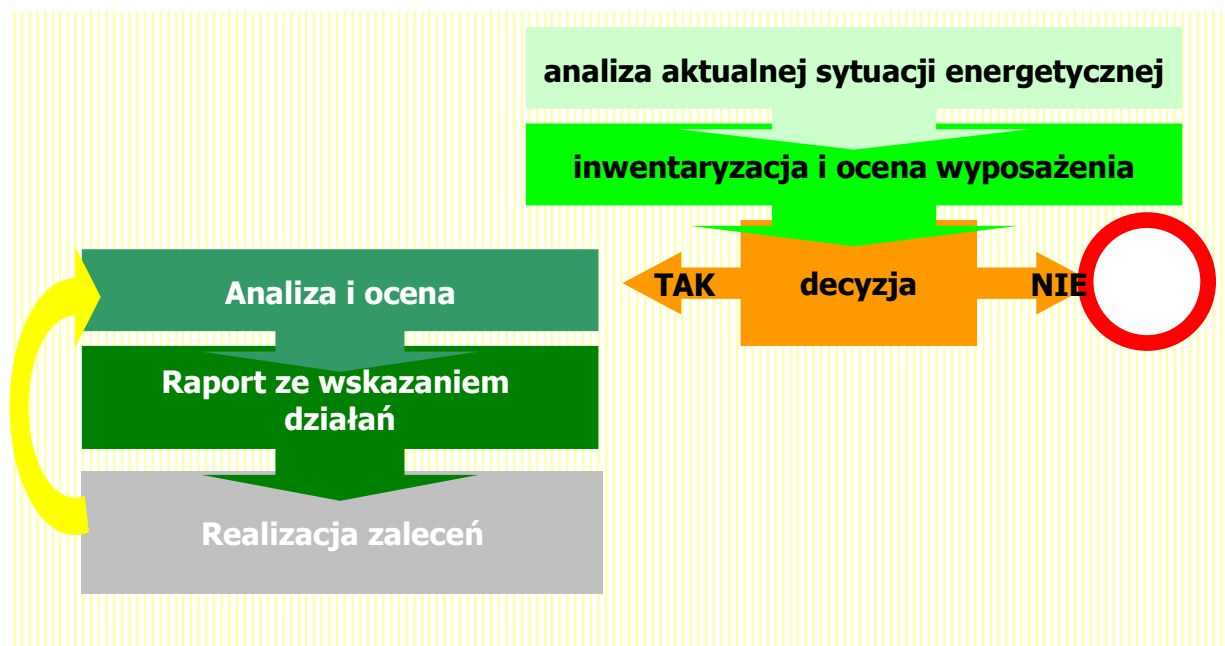 analiza aktualnej sytuacji energetycznej
inwentaryzacja i ocena wyposażenia
TAK
decyzja
NIE
Analiza i ocena
Raport ze wskazaniem
działań
Realizacja zaleceń